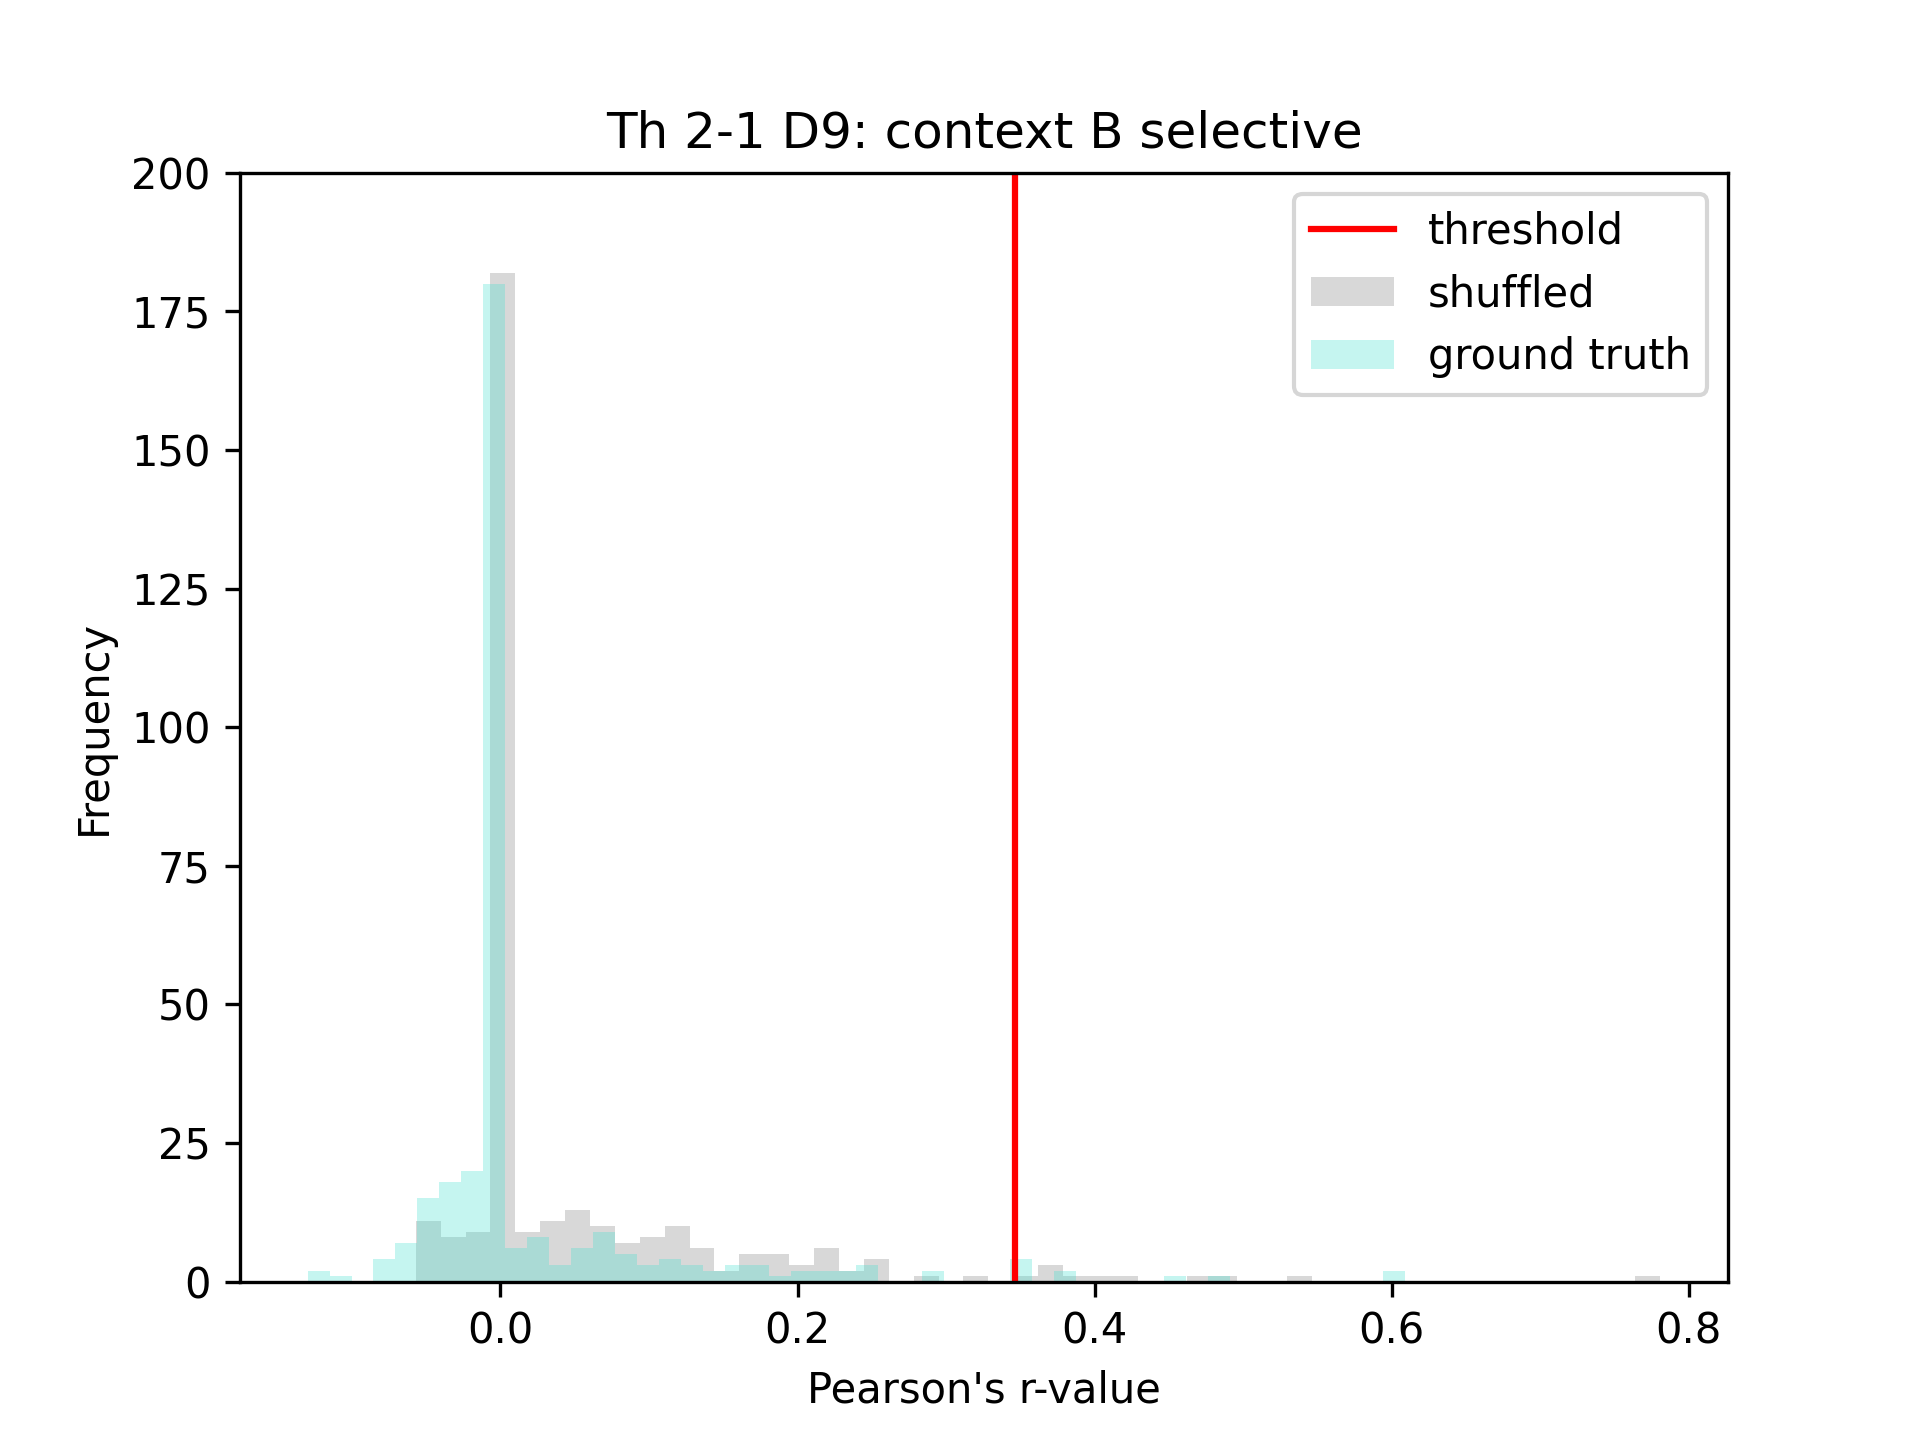 Th 2-1 D9: context B selective
threshold
shuffled
ground truth
Frequency
200
175
150
125
100
75
50
25
0
0.0 0.2 0.4 0.6 0.8
Pearson's r-value